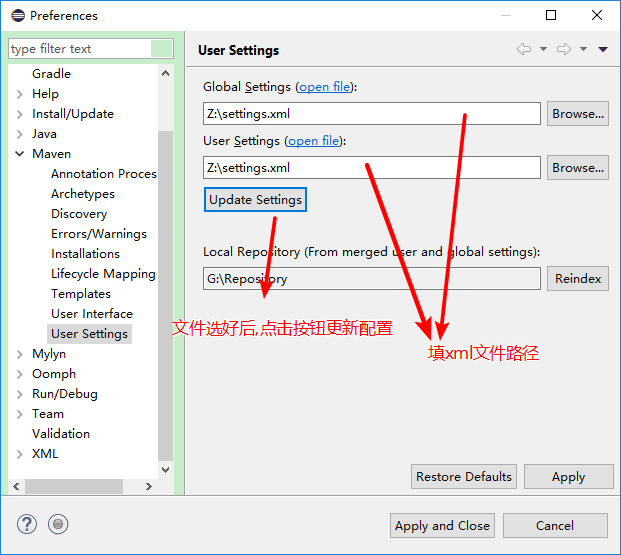 Preferences
type filter text
User Settings
Gradle
Help
Install/Update
Java
Maven
Annotation Proces
Archetypes
Discovery
Errors/Warnings
Installations
Lifecycle Mapping
Templates
User Interface
User Settings
Mylyn
Oomph
Run/Debug
Team
Validation
XML
Global Settings (open file):
Z:\settings.xml
Browse...
User Settings (open file):
Z:\settings.xml
Browse...
Update Settings
Local Repository (From merged user and global settings):
G:\Repository
Reindex
文件选好后,点击按钮更新配置
填xml文件路径
Restore Defaults
Apply
?
Apply and Close
Cancel